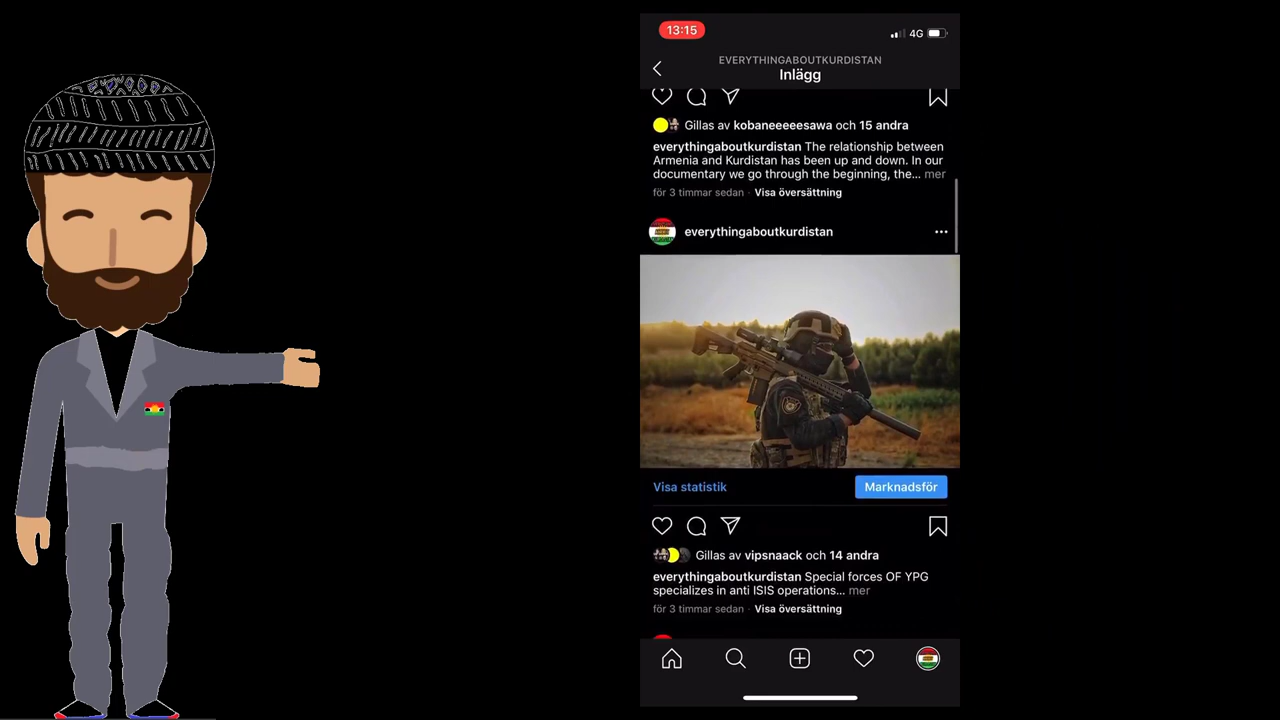 13:15
4G
EVERYTHINGABOUTKURDISTAN
Inlägg
Gillas av kobaneeeeesawa och 15 andra
everythingaboutkurdistan The relationship between
Armenia and Kurdistan has been up and down. In our
documentary we go through the beginning, the... mer
för 3 timmar sedan · Visa översättning
everythingaboutkurdistan
Visa statistik
Marknadsför
Gillas av vipsnaack och 14 andra
everythingaboutkurdistan Special forces OF YPG
specializes in anti ISIS operations... mer
för 3 timmar sedan · Visa översättning